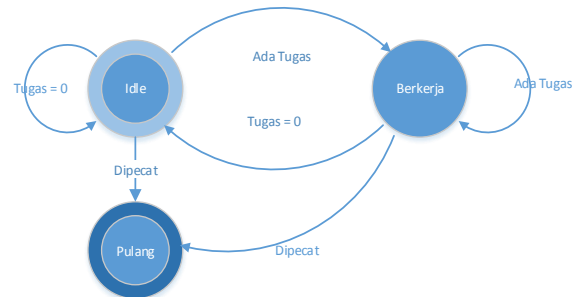 Ada Tugas
Tugas = 0
Idle
Berkerja
Ada Tugas
Tugas = 0
Dipecat
Pulang
Dipecat